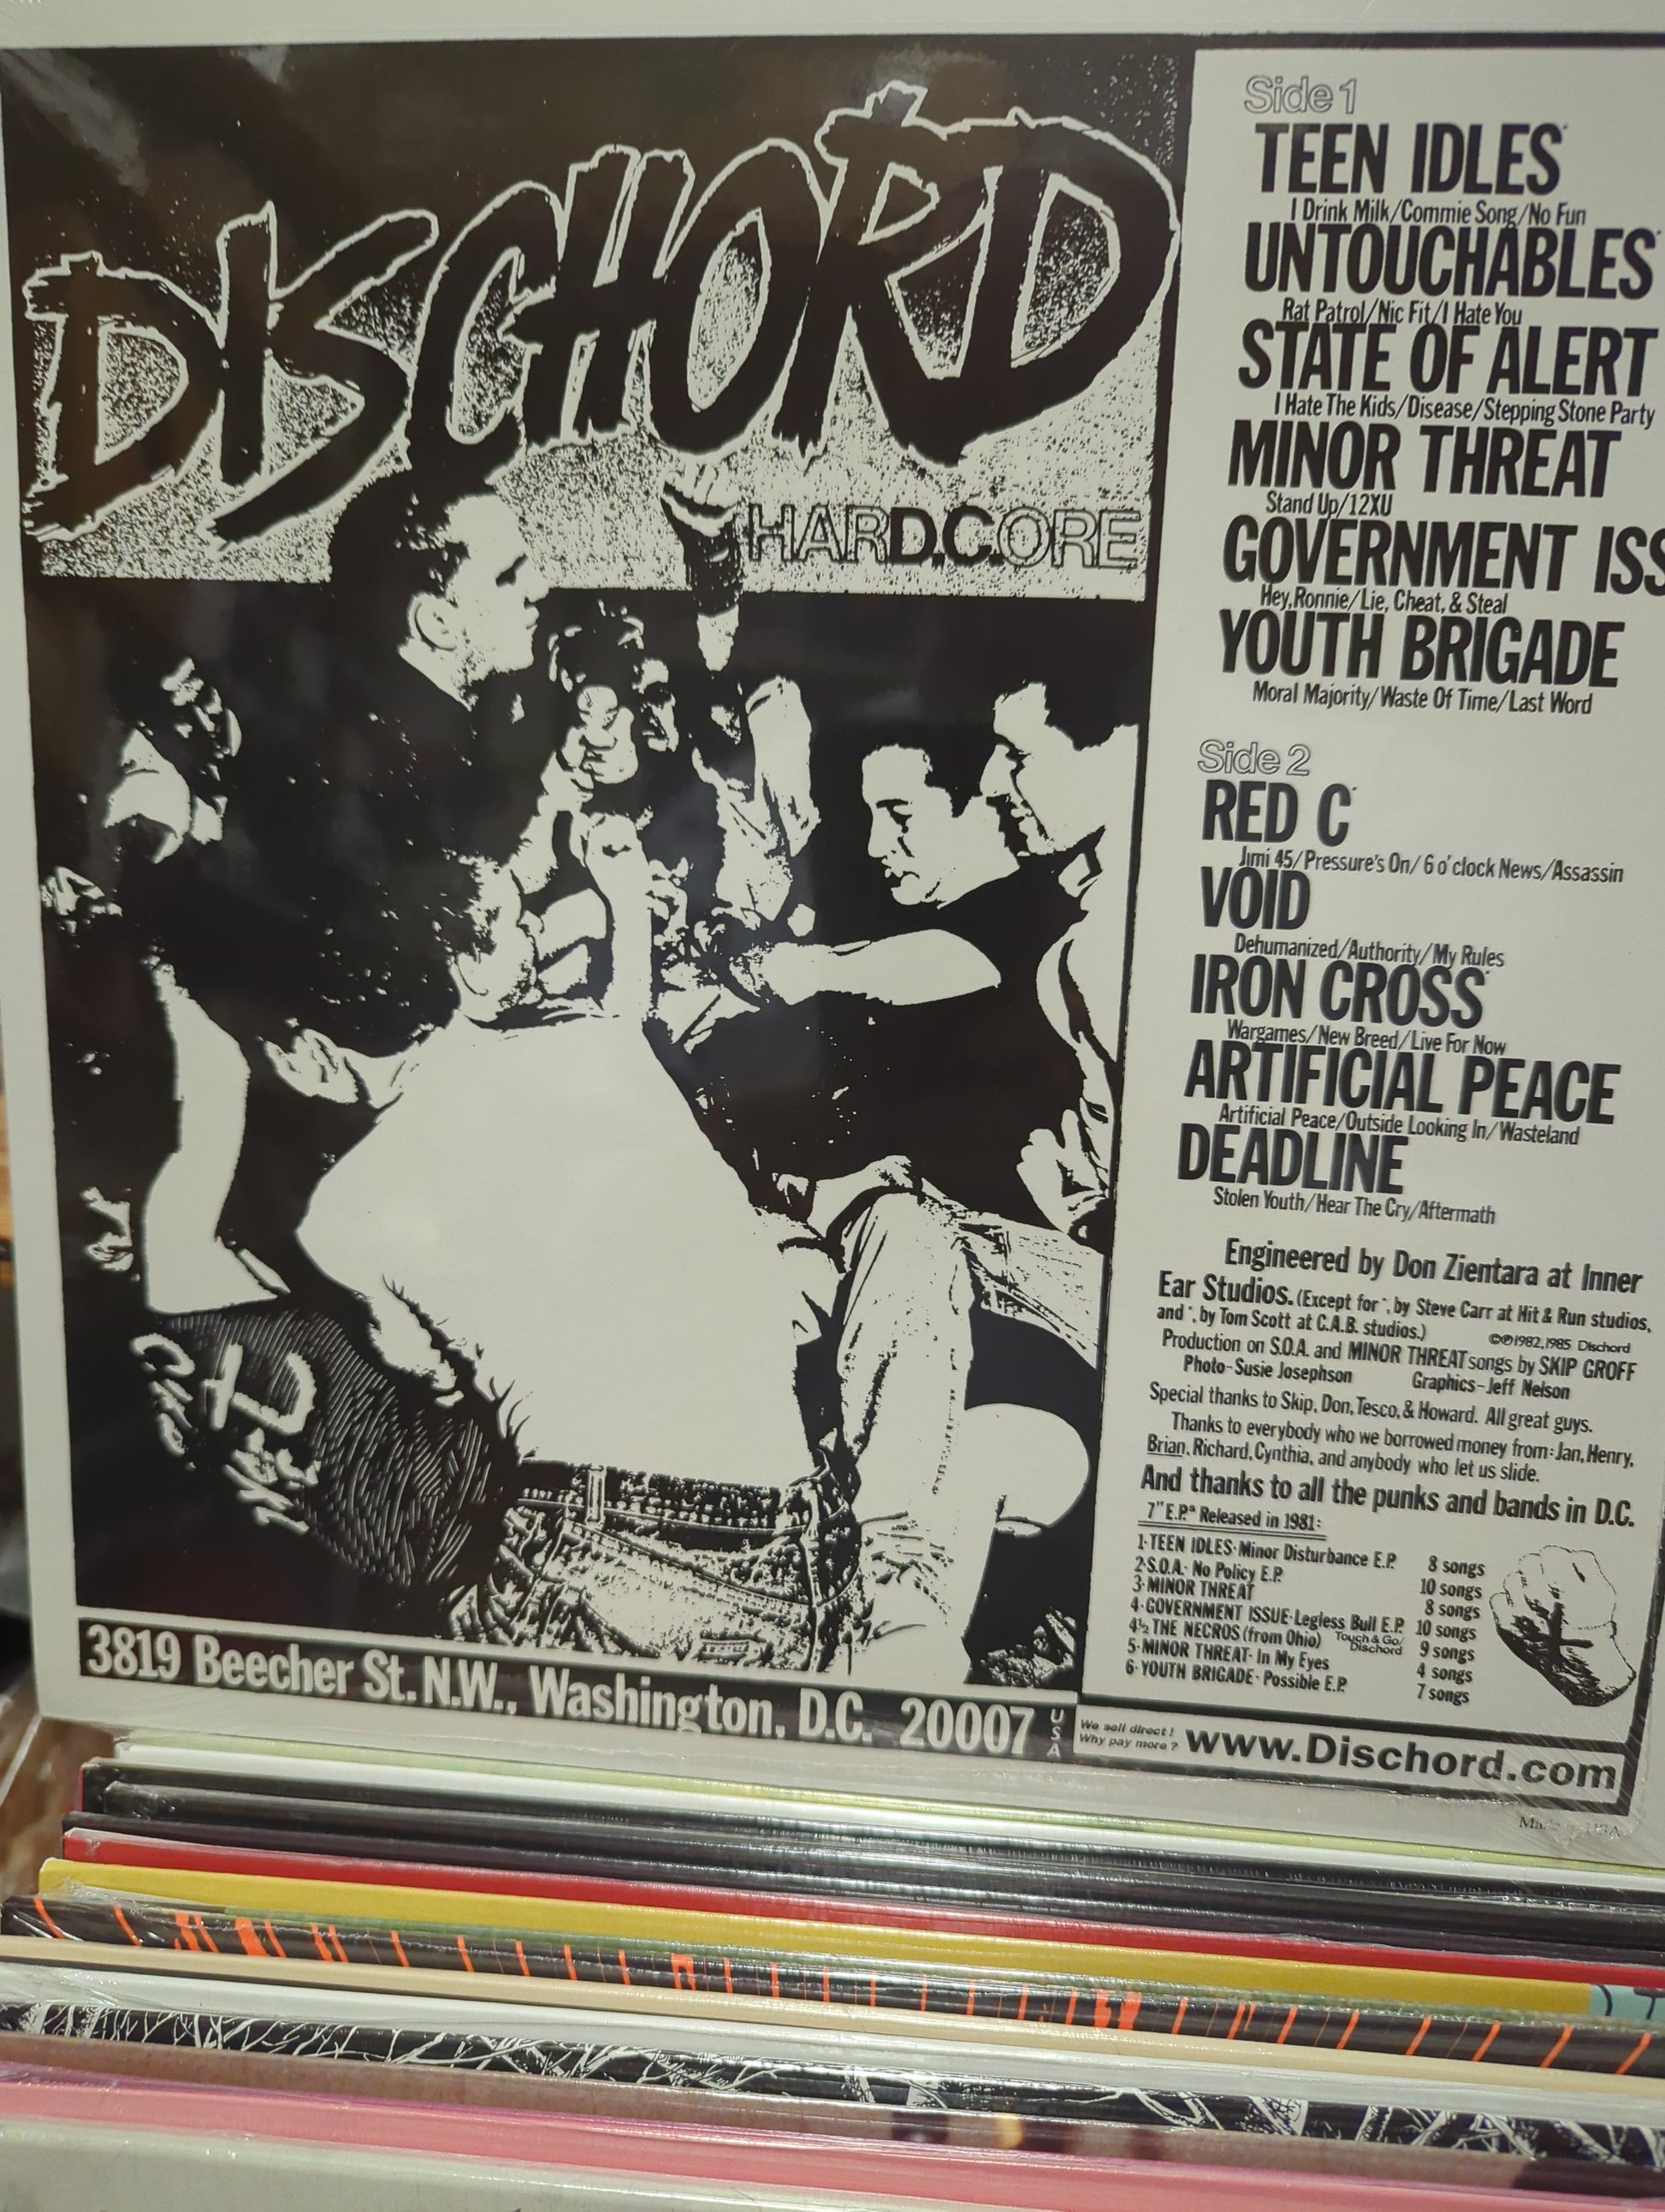 DISCHORD
HARD.C.ORE
3819 Beecher St. N.W., Washington, D.C. 20007 USA
Side 1
TEEN IDLES*
I Drink Milk/Commie Song/No Fun
UNTOUCHABLES*
Rat Patrol/Nic Fit/I Hate You
STATE OF ALERT
I Hate The Kids/Disease/Stepping Stone Party
MINOR THREAT
Stand Up/12XU
GOVERNMENT ISS
Hey, Ronnie/Lie, Cheat, & Steal
YOUTH BRIGADE
Moral Majority/Waste Of Time/Last Word
Side 2
RED C*
Jimi 45/Pressure's On/6 o'clock News/Assassin
VOID
Dehumanized/Authority/My Rules
IRON CROSS*
Wargames/New Breed/Live For Now
ARTIFICIAL PEACE
Artificial Peace/Outside Looking In/Wasteland
DEADLINE
Stolen Youth/Hear The Cry/Aftermath
Engineered by Don Zientara at Inner
Ear Studios. (Except for *, by Steve Carr at Hit & Run studios,
and *, by Tom Scott at C.A.B. studios.)
©℗1982,1985 Dischord
Production on S.O.A. and MINOR THREAT songs by SKIP GROFF
Photo-Susie Josephson Graphics-Jeff Nelson
Special thanks to Skip, Don, Tesco, & Howard. All great guys.
Thanks to everybody who we borrowed money from: Jan, Henry,
Brian, Richard, Cynthia, and anybody who let us slide.
And thanks to all the punks and bands in D.C.
7" E.P.s Released in 1981:
1-TEEN IDLES-Minor Disturbance E.P. 8 songs
2-S.O.A.-No Policy E.P. 10 songs
3-MINOR THREAT 8 songs
4-GOVERNMENT ISSUE-Legless Bull E.P. 10 songs
4½ THE NECROS (from Ohio) Touch & Go/Dischord 9 songs
5-MINOR THREAT-In My Eyes 4 songs
6-YOUTH BRIGADE-Possible E.P. 7 songs
We sell direct!
Why pay more?
www.Dischord.com